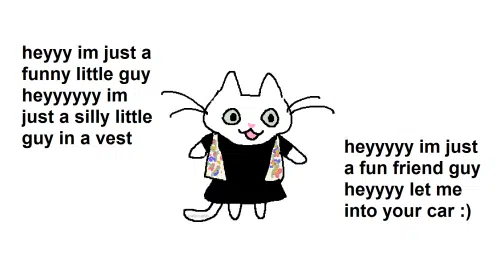 heyyy im just a
funny little guy
heyyyyyy im
just a silly little
guy in a vest
heyyyyy im just
a fun friend guy
heyyyy let me
into your car :)